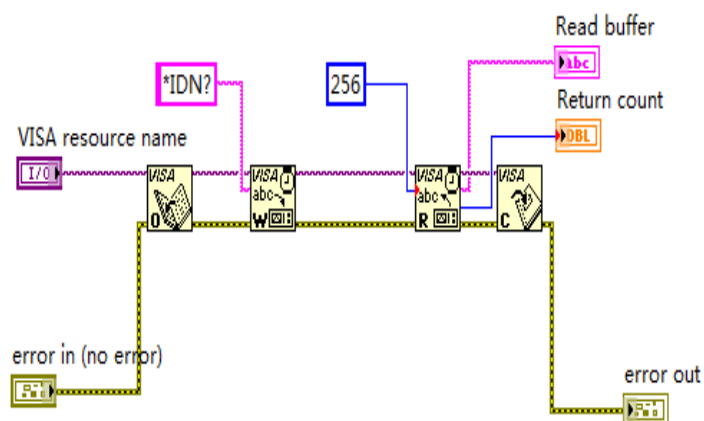 Read buffer
abc
*IDN?
256
Return count
DBL
VISA resource name
I/O
VISA
O
VISA
abc
W
VISA
abc
R
VISA
C
error in (no error)
error out